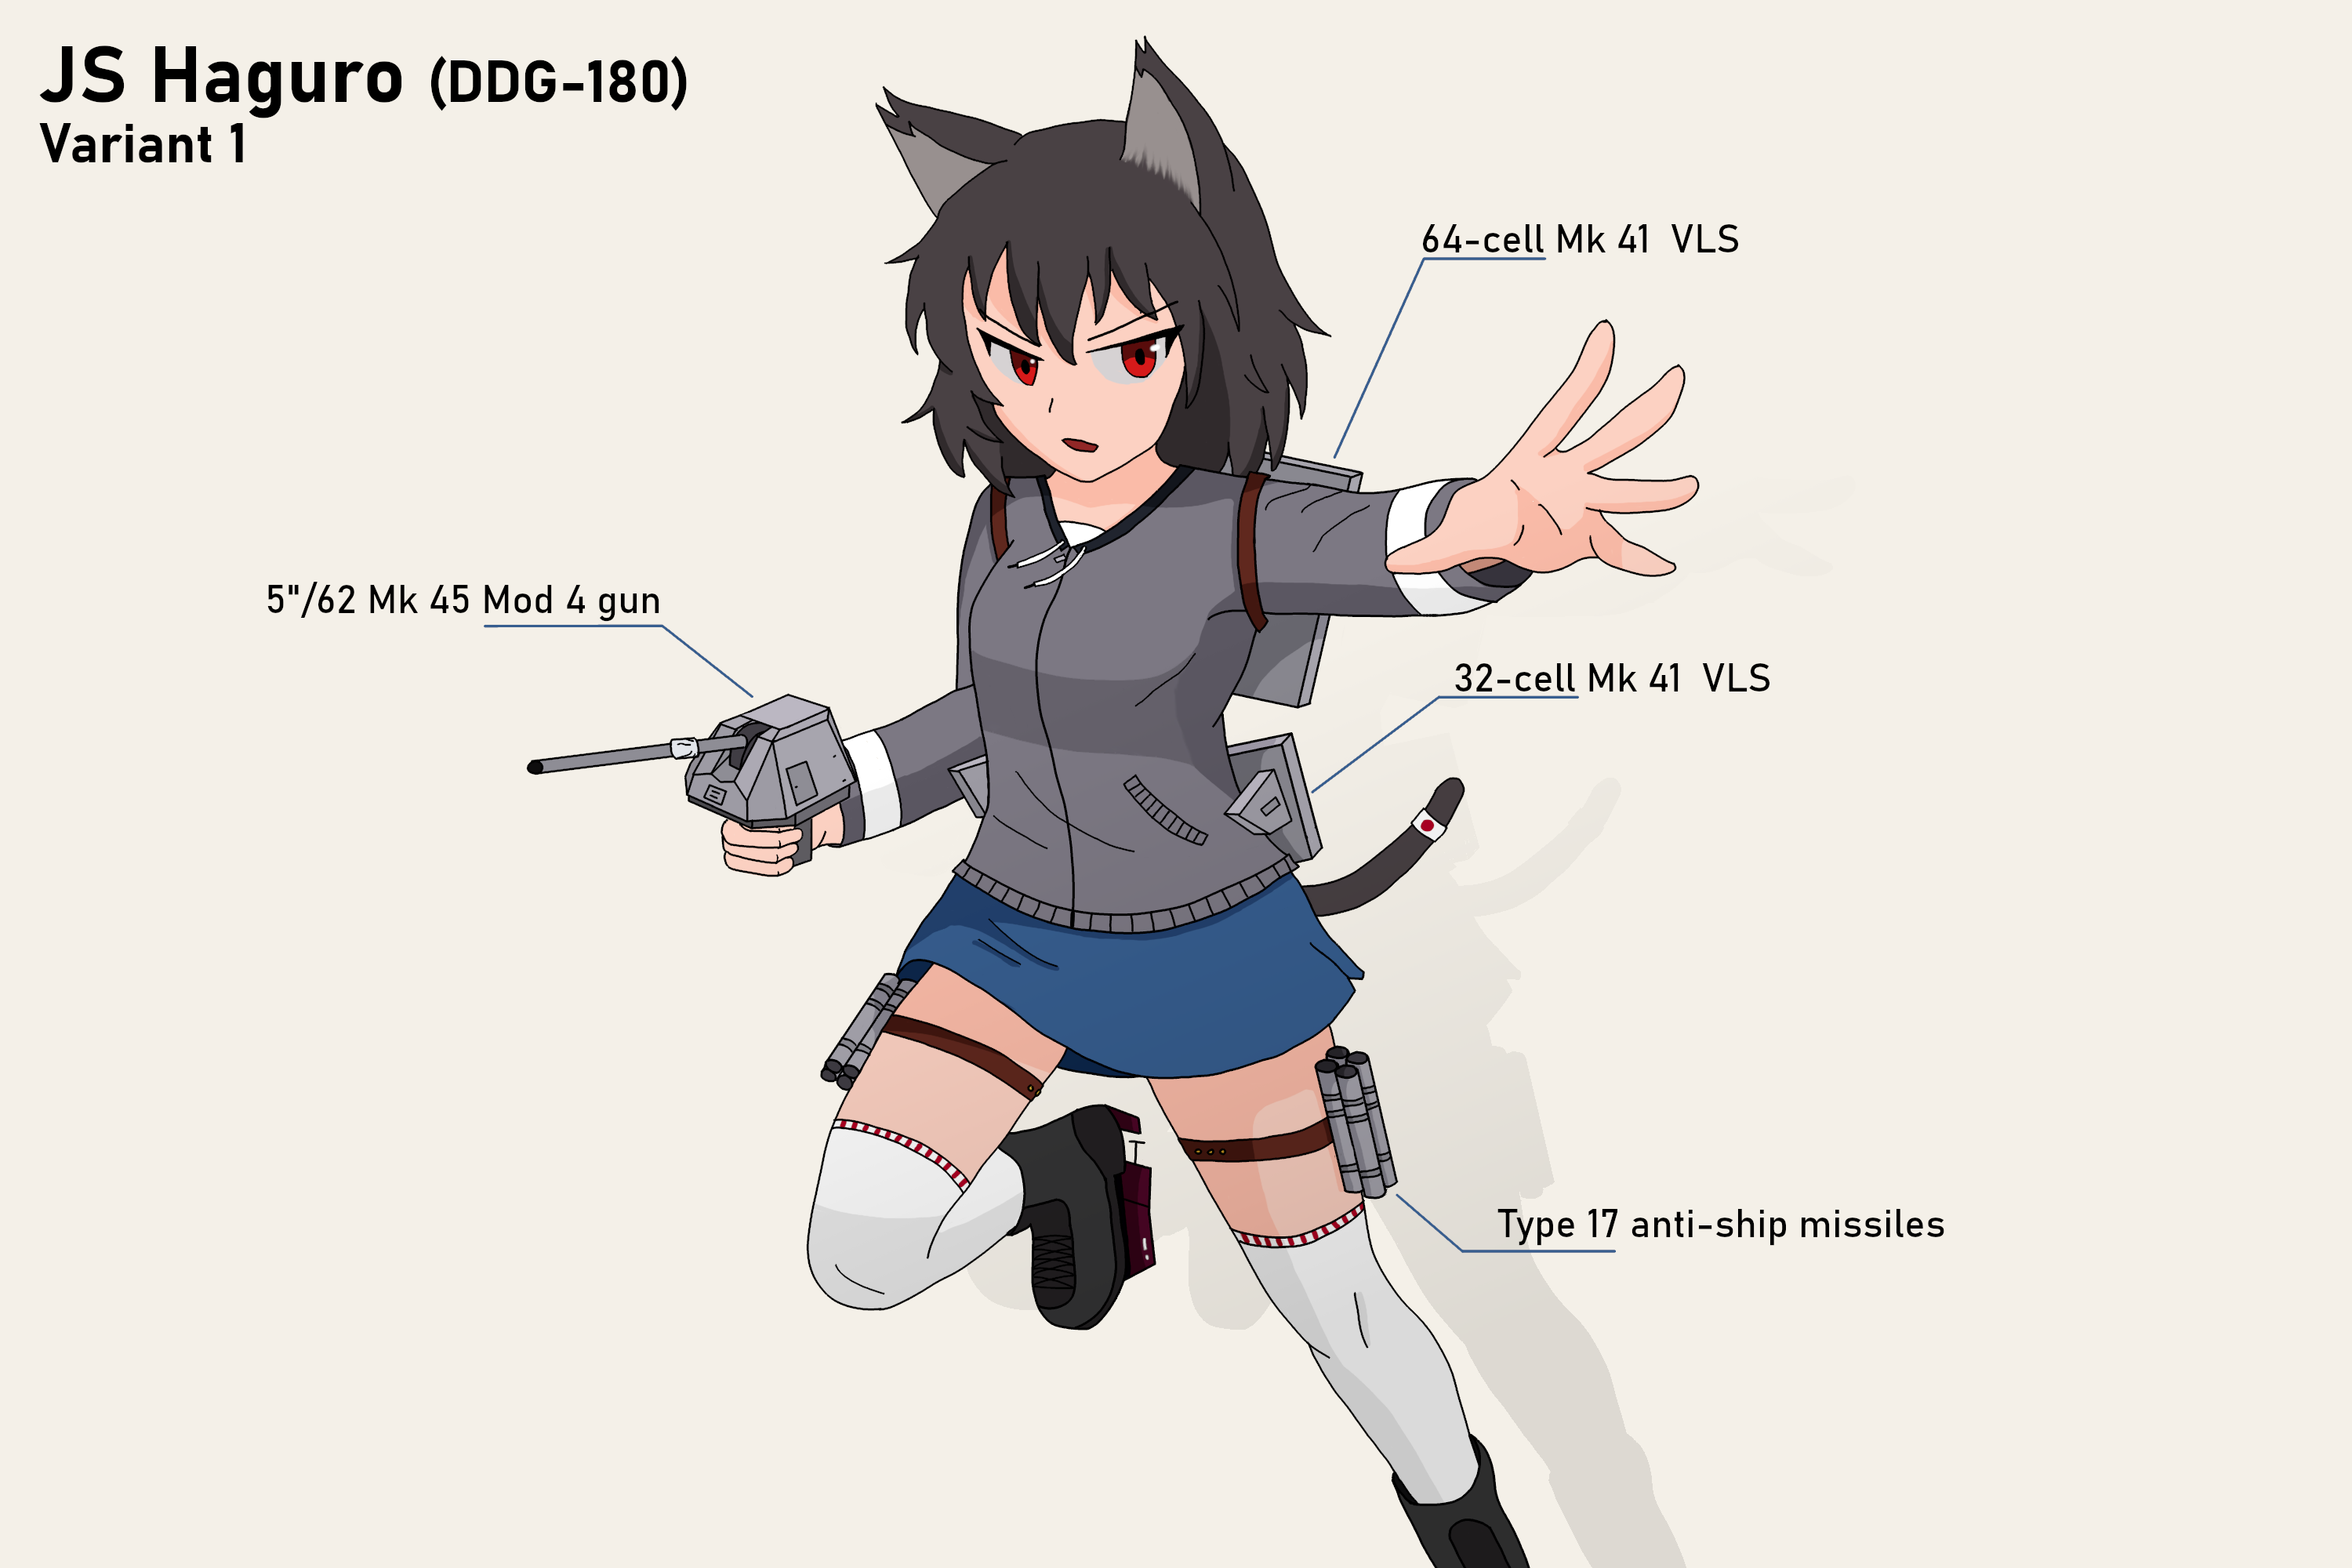 JS Haguro (DDG-180)
Variant 1
64-cell Mk 41 VLS
5"/62 Mk 45 Mod 4 gun
32-cell Mk 41 VLS
Type 17 anti-ship missiles